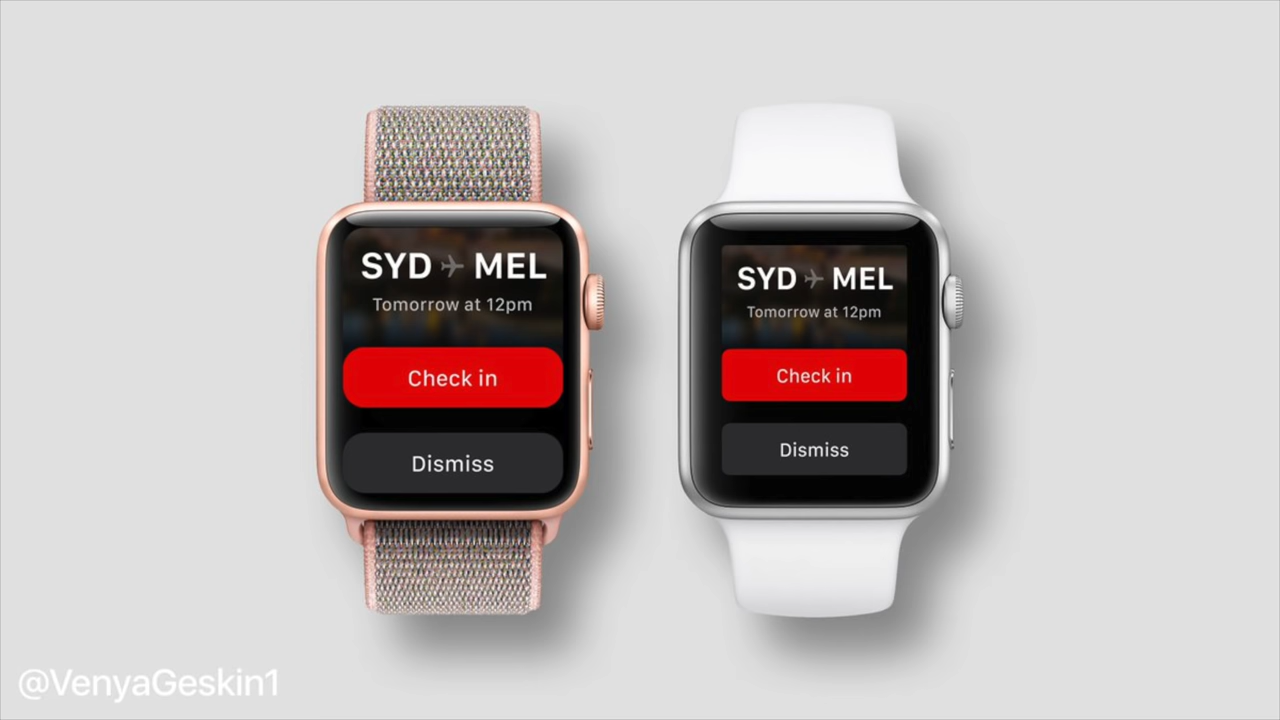 SYD MEL
Tomorrow at 12pm
Check in
Dismiss
SYD MEL
Tomorrow at 12pm
Check in
Dismiss
@VenyaGeskin1